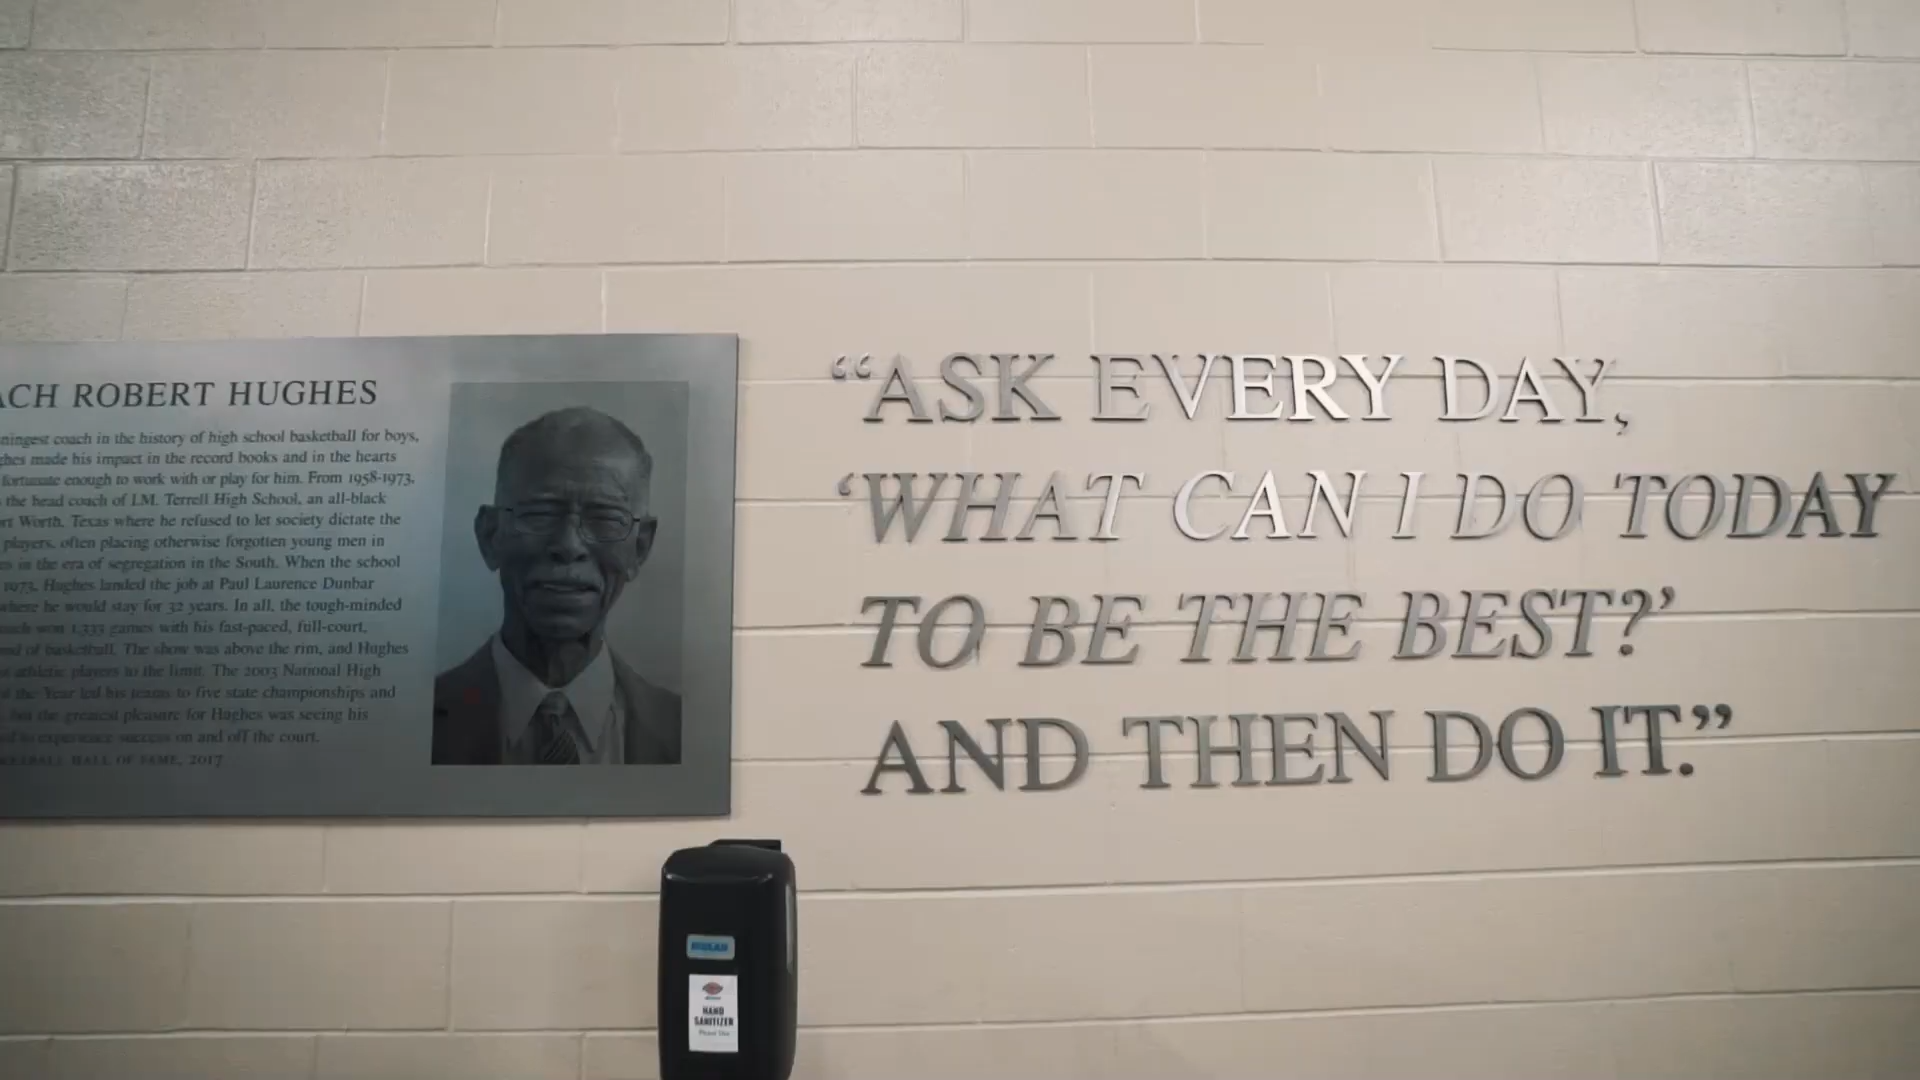 ACH ROBERT HUGHES
ningest coach in the history of high school basketball for boys,
ghes made his impact in the record books and in the hearts
fortunate enough to work with or play for him. From 1958-1973,
the head coach of I.M. Terrell High School, an all-black
rt Worth, Texas where he refused to let society dictate the
players, often placing otherwise forgotten young men in
in the era of segregation in the South. When the school
1973, Hughes landed the job at Paul Laurence Dunbar
where he would stay for 32 years. In all, the tough-minded
ach won 1,333 games with his fast-paced, full-court,
of basketball. The show was above the rim, and Hughes
athletic players to the limit. The 2003 National High
the Year led his teams to five state championships and
but the greatest pleasure for Hughes was seeing his
to experience success on and off the court.
HALL OF FAME, 2017
“ASK EVERY DAY,
‘WHAT CAN I DO TODAY
TO BE THE BEST?’
AND THEN DO IT.”
HAND
SANITIZER